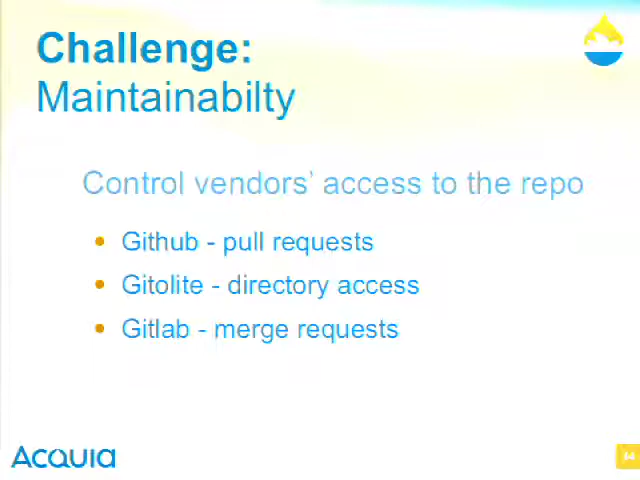 Challenge:
Maintainabilty
Control vendors' access to the repo
• Github - pull requests
• Gitolite - directory access
• Gitlab - merge requests
Acquia